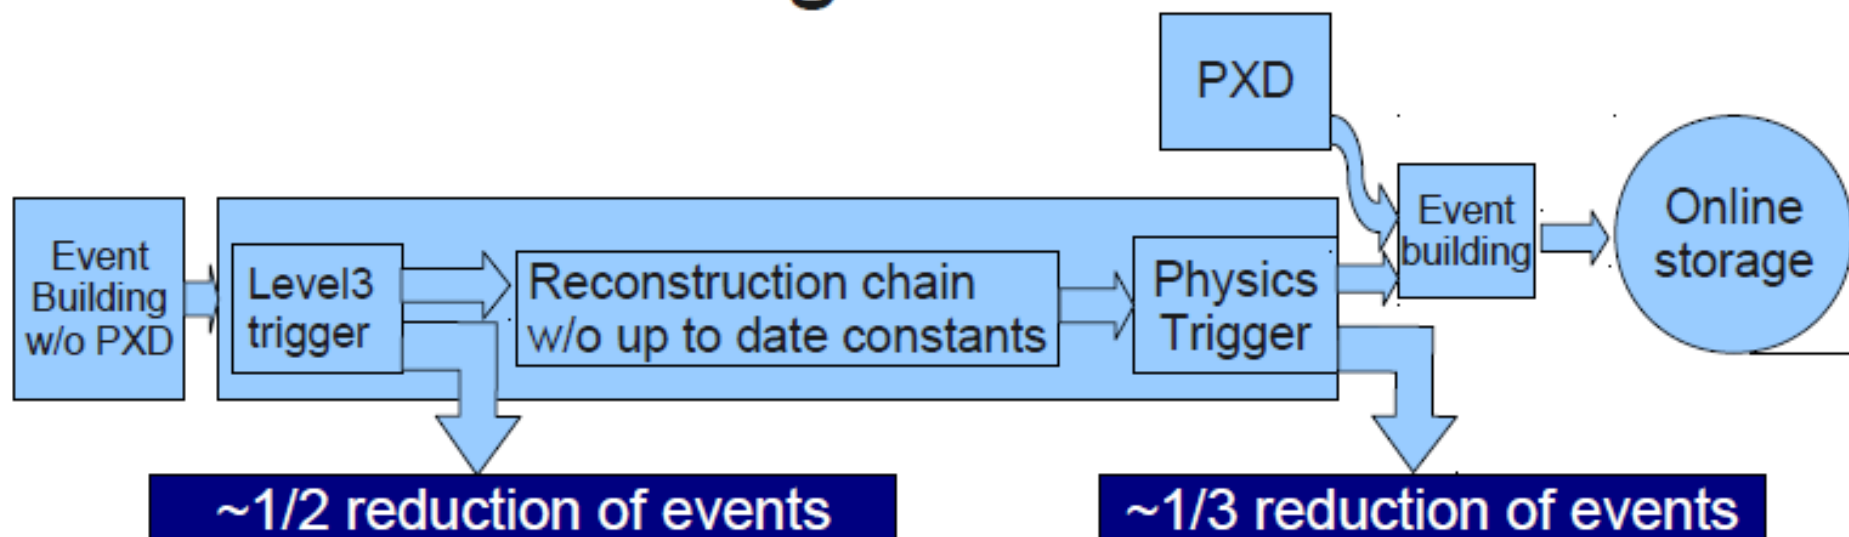 PXD
Event
Building
w/o PXD
Level3
trigger
Reconstruction chain
w/o up to date constants
Physics
Trigger
Event
building
Online
storage
~1/2 reduction of events
~1/3 reduction of events